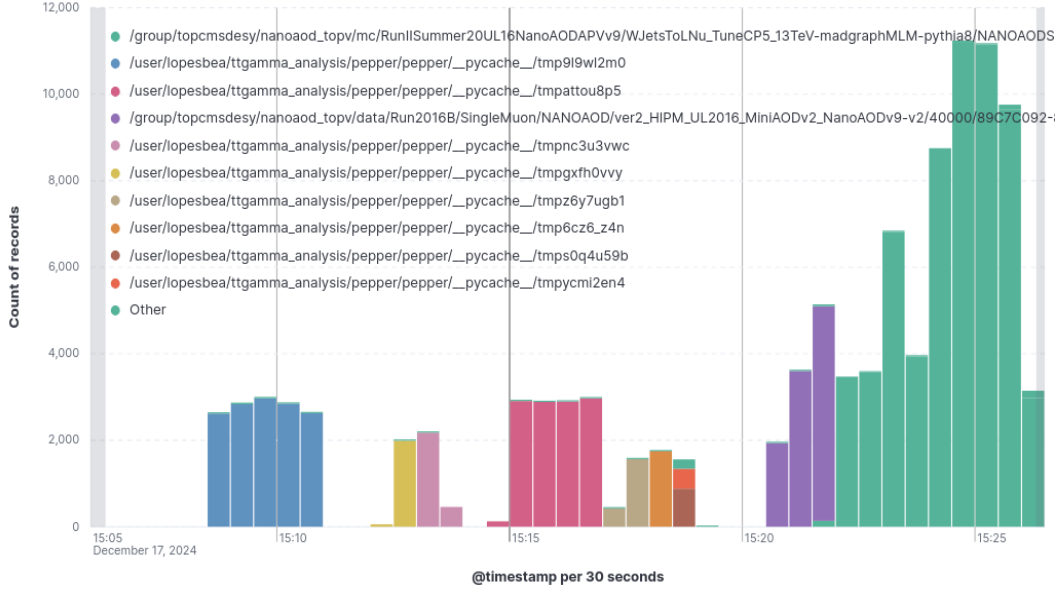 12,000
/group/topcmsdesy/nanoaod_topv/mc/RunIISummer20UL16NanoAODAPVv9/WJetsToLNu_TuneCP5_13TeV-madgraphMLM-pythia8/NANOAODS
/user/lopesbea/ttgamma_analysis/pepper/pepper/__pycache__/tmp9l9wl2m0
/user/lopesbea/ttgamma_analysis/pepper/pepper/__pycache__/tmpattou8p5
10,000
/group/topcmsdesy/nanoaod_topv/data/Run2016B/SingleMuon/NANOAOD/ver2_HIPM_UL2016_MiniAODv2_NanoAODv9-v2/40000/89C7C092-
/user/lopesbea/ttgamma_analysis/pepper/pepper/__pycache__/tmpnc3u3vwc
/user/lopesbea/ttgamma_analysis/pepper/pepper/__pycache__/tmpgxfh0vvy
8,000
/user/lopesbea/ttgamma_analysis/pepper/pepper/__pycache__/tmpz6y7ugb1
/user/lopesbea/ttgamma_analysis/pepper/pepper/__pycache__/tmp6cz6_z4n
/user/lopesbea/ttgamma_analysis/pepper/pepper/__pycache__/tmps0q4u59b
6,000
/user/lopesbea/ttgamma_analysis/pepper/pepper/__pycache__/tmpycmi2en4
Other
4,000
2,000
0
Count of records
15:05 15:10 15:15 15:20 15:25
December 17, 2024
@timestamp per 30 seconds